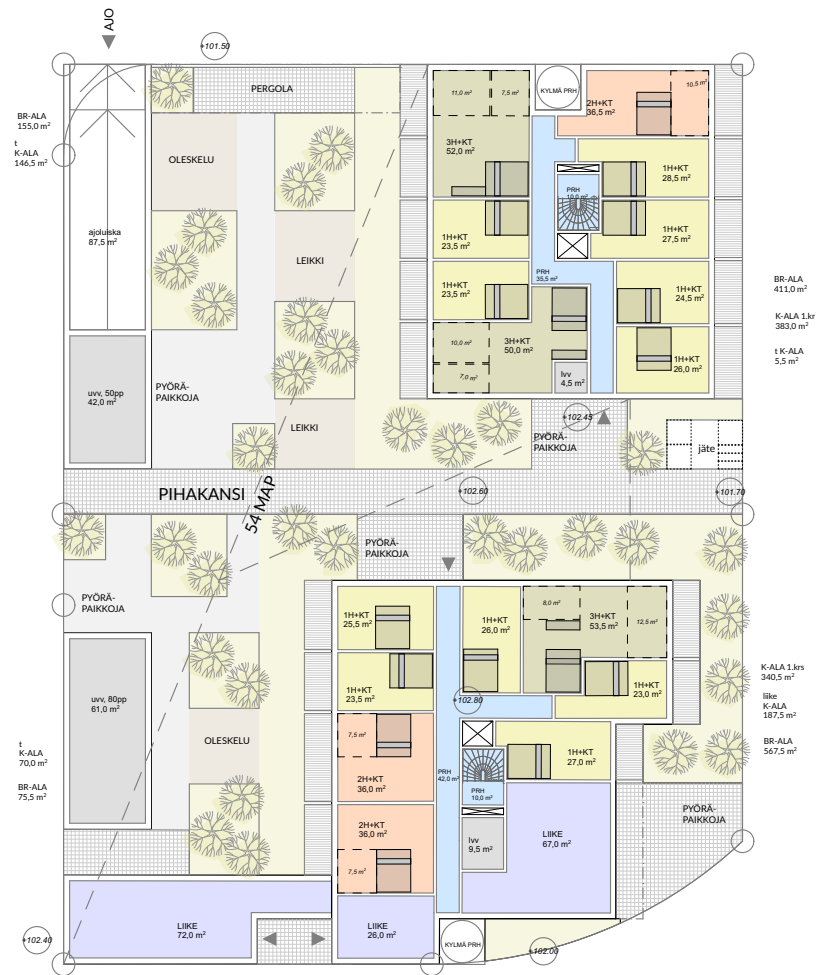 AJO
+101.50
BR-ALA
155,0 m²
t
K-ALA
146,5 m²
PERGOLA
OLESKELU
LEIKKI
LEIKKI
ajoluiska
87,5 m²
uvv, 50pp
42,0 m²
PYÖRÄ-
PAIKKOJA
11,0 m²
7,5 m²
3H+KT
52,0 m²
KYLMÄ PRH
2H+KT
36,5 m²
10,5 m²
1H+KT
28,5 m²
PRH
10,0 m²
1H+KT
23,5 m²
1H+KT
27,5 m²
PRH
35,5 m²
1H+KT
23,5 m²
1H+KT
24,5 m²
10,0 m²
7,0 m²
3H+KT
50,0 m²
lvv
4,5 m²
1H+KT
26,0 m²
BR-ALA
411,0 m²
K-ALA 1.kr
383,0 m²
t K-ALA
5,5 m²
+102.45
PYÖRÄ-
PAIKKOJA
jäte
PIHAKANSI
54 MAP
+102.60
+101.70
PYÖRÄ-
PAIKKOJA
PYÖRÄ-
PAIKKOJA
1H+KT
25,5 m²
1H+KT
26,0 m²
8,0 m²
3H+KT
53,5 m²
12,5 m²
1H+KT
23,5 m²
+102.80
1H+KT
23,0 m²
K-ALA 1.krs
340,5 m²
liike
K-ALA
187,5 m²
BR-ALA
567,5 m²
uvv, 80pp
61,0 m²
OLESKELU
t
K-ALA
70,0 m²
BR-ALA
75,5 m²
7,5 m²
2H+KT
36,0 m²
PRH
42,0 m²
PRH
10,0 m²
1H+KT
27,0 m²
2H+KT
36,0 m²
7,5 m²
lvv
9,5 m²
LIIKE
67,0 m²
PYÖRÄ-
PAIKKOJA
LIIKE
72,0 m²
LIIKE
26,0 m²
KYLMÄ PRH
+102.40
+102.00